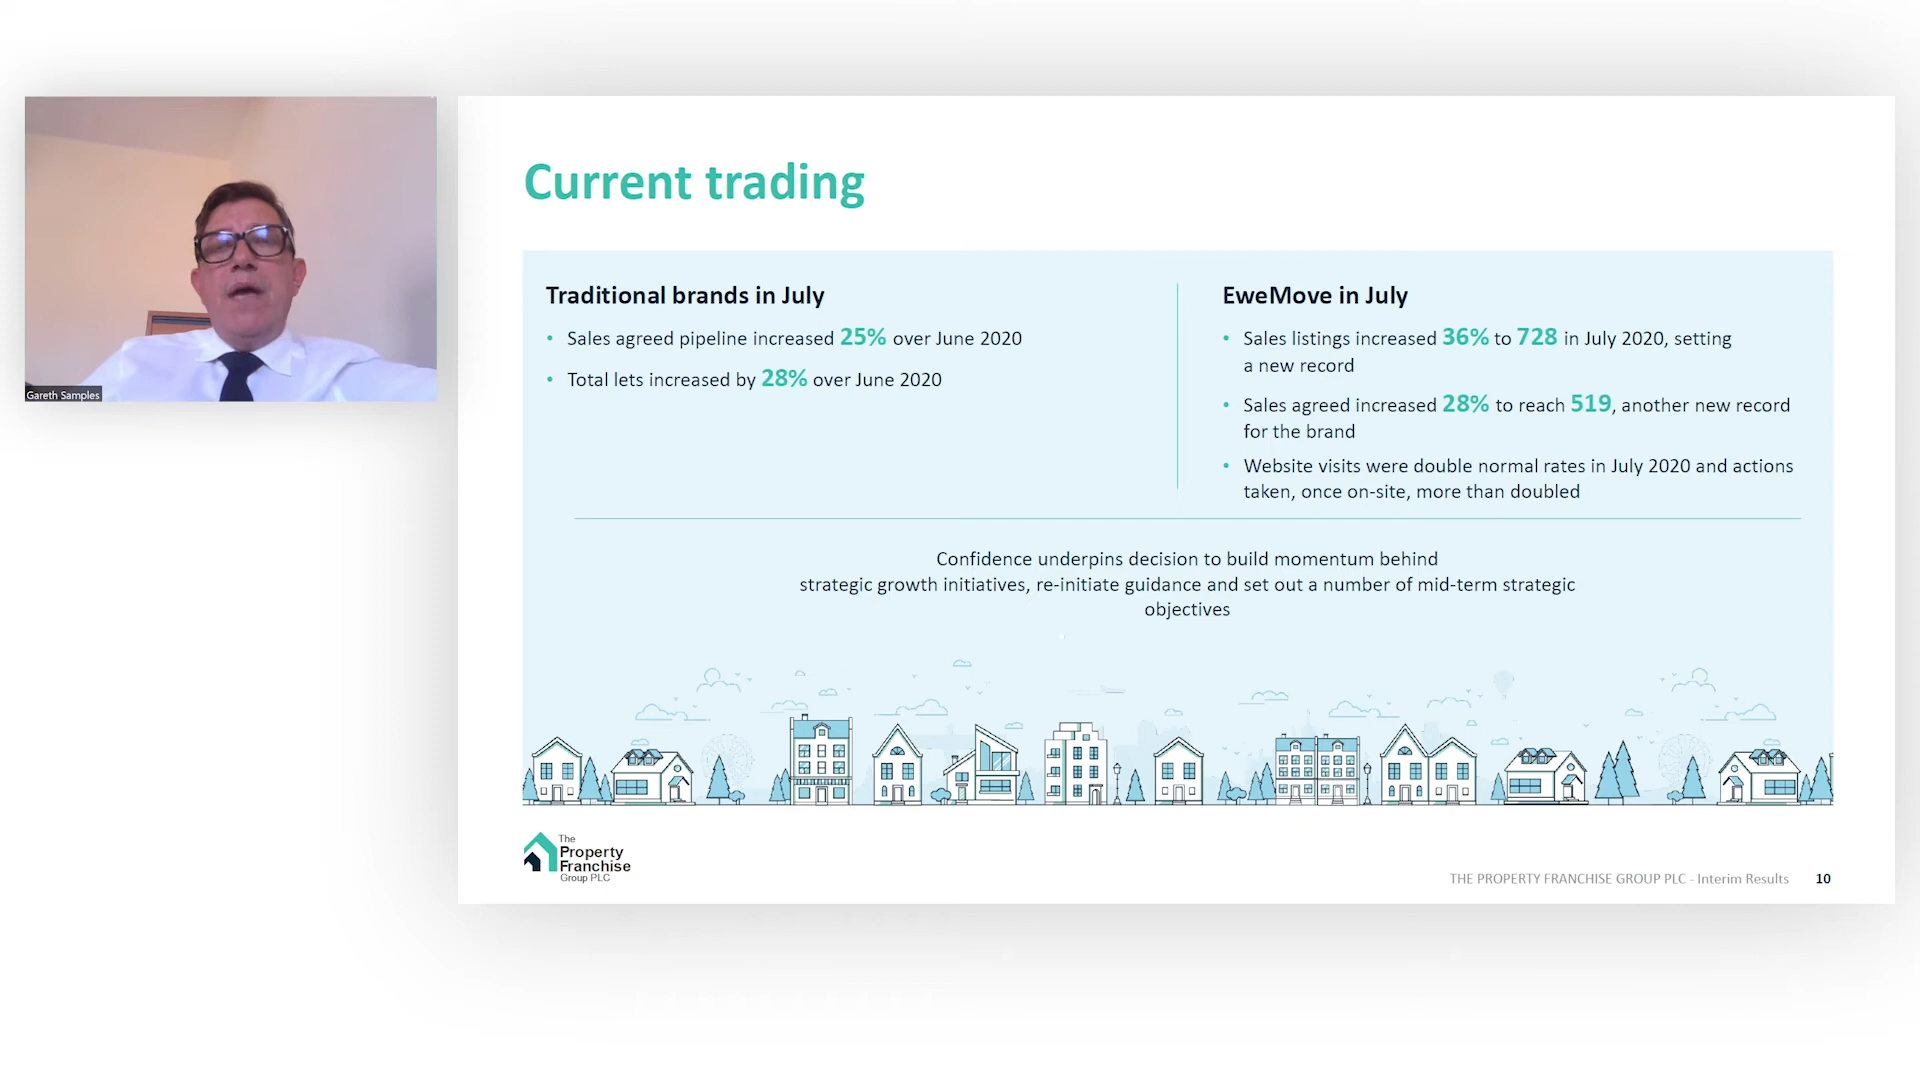 Gareth Samples
Current trading
Traditional brands in July
• Sales agreed pipeline increased 25% over June 2020
• Total lets increased by 28% over June 2020
EweMove in July
• Sales listings increased 36% to 728 in July 2020, setting
a new record
• Sales agreed increased 28% to reach 519, another new record
for the brand
• Website visits were double normal rates in July 2020 and actions
taken, once on-site, more than doubled
Confidence underpins decision to build momentum behind
strategic growth initiatives, re-initiate guidance and set out a number of mid-term strategic
objectives
The
Property
Franchise
Group PLC
THE PROPERTY FRANCHISE GROUP PLC - Interim Results 10